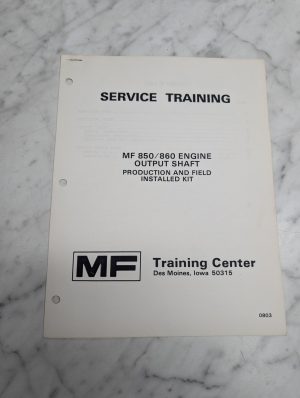 SERVICE TRAINING
MF 850/860 ENGINE
OUTPUT SHAFT
PRODUCTION AND FIELD
INSTALLED KIT
MF
Training Center
Des Moines, Iowa 50315
0903